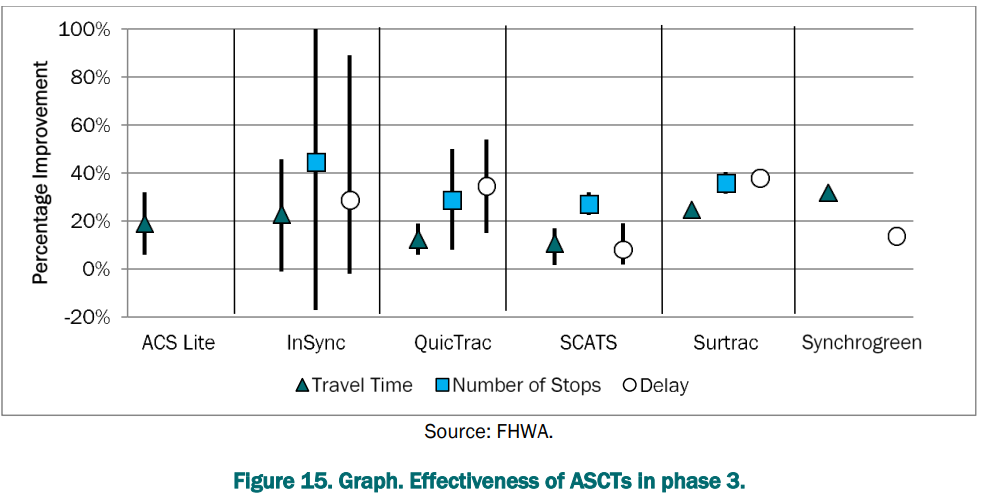 100%
80%
60%
40%
20%
0%
-20%
Percentage Improvement
ACS Lite InSync QuicTrac SCATS Surtrac Synchrogreen
Travel Time Number of Stops Delay
Source: FHWA.
Figure 15. Graph. Effectiveness of ASCTs in phase 3.